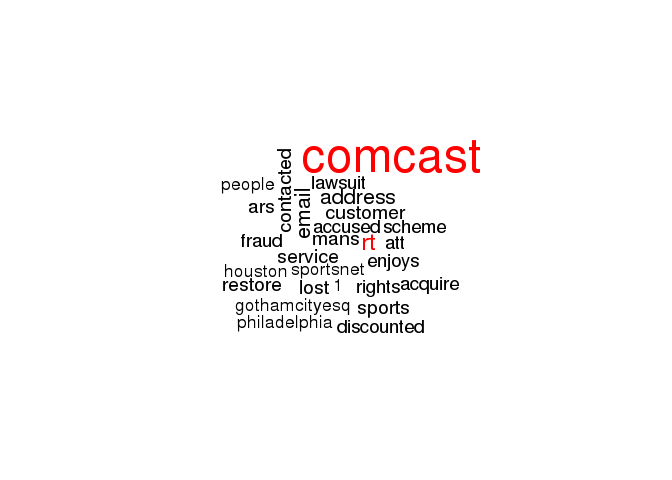 comcast
people
contacted
email
lawsuit
address
ars
customer
accused scheme
fraud
mans
rt
att
service
enjoys
houston
sportsnet
restore
lost
1
rights
acquire
gothamcityesq
sports
philadelphia
discounted